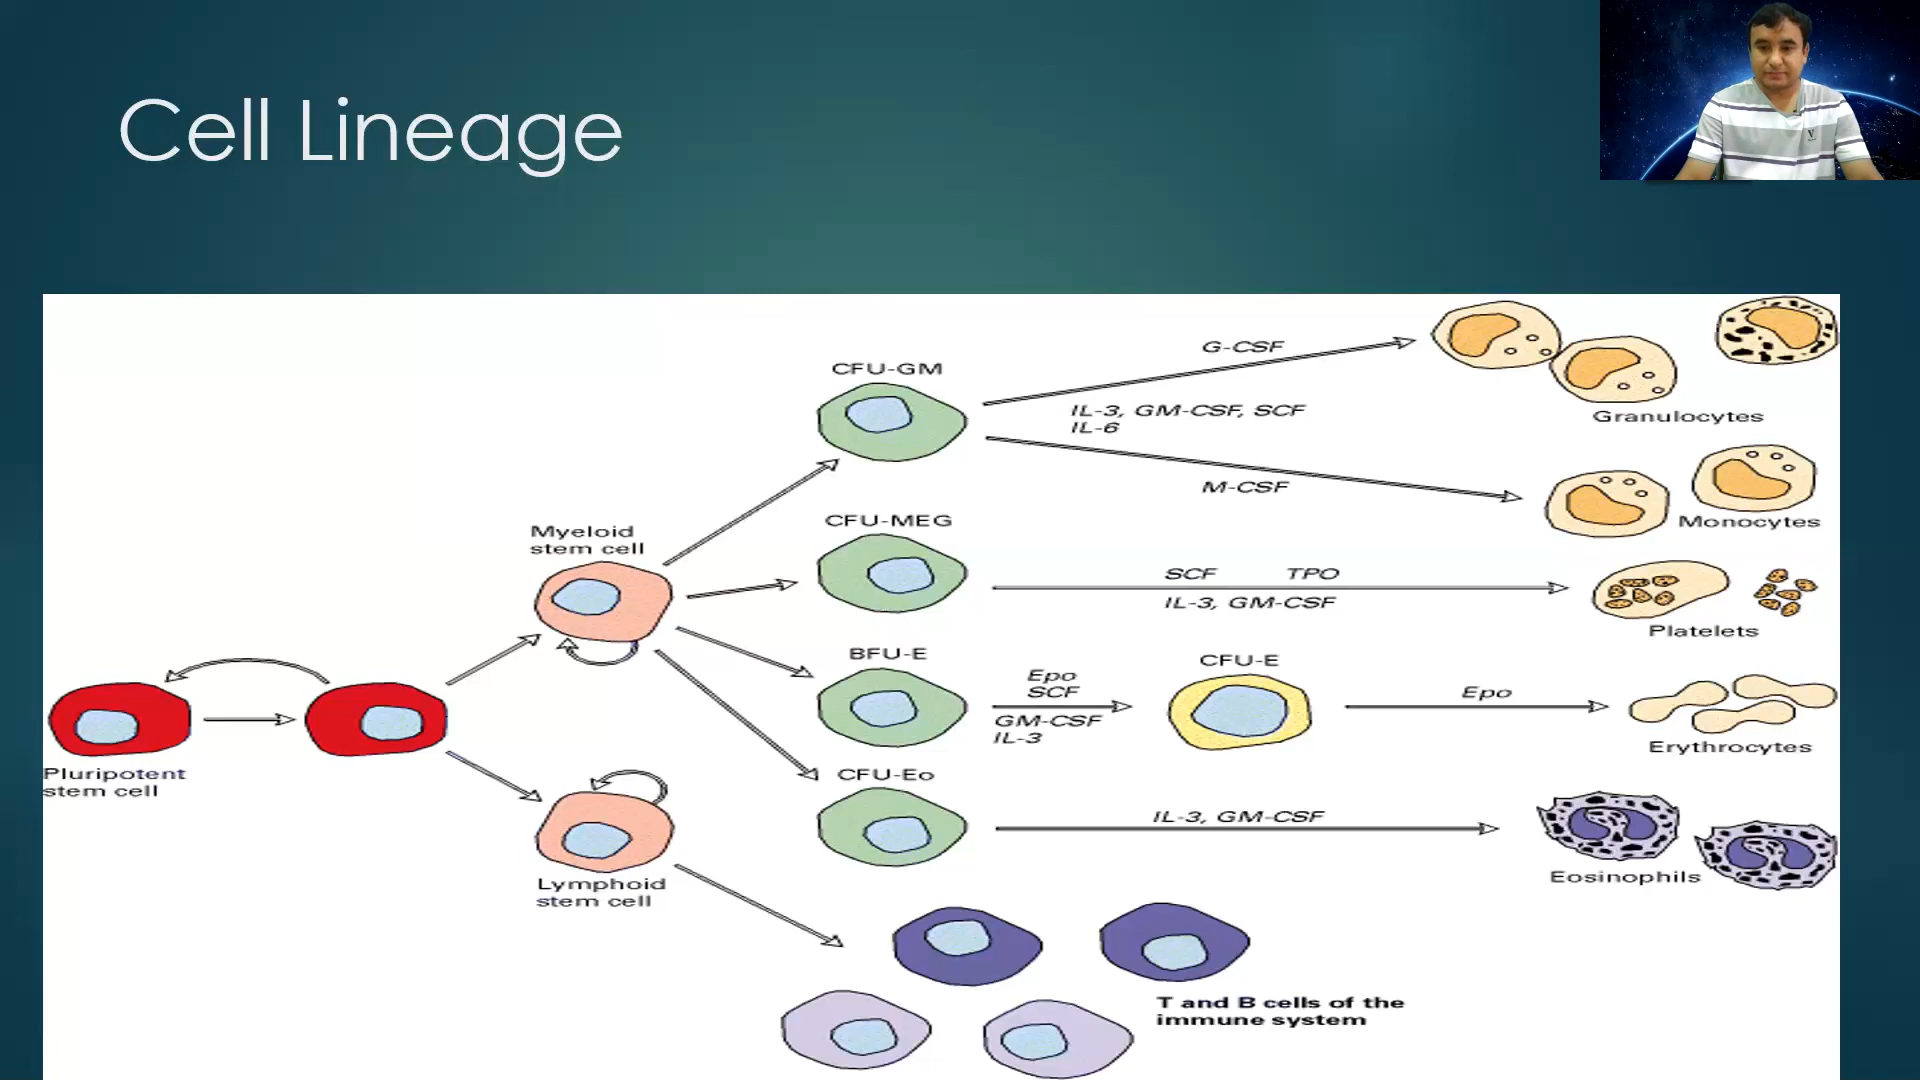 Cell Lineage
G-CSF
CFU-GM
IL-3, GM-CSF, SCF
IL-6
Granulocytes
M-CSF
Monocytes
CFU-MEG
Myeloid
stem cell
SCF TPO
IL-3, GM-CSF
Platelets
BFU-E
CFU-E
Epo
SCF
GM-CSF
IL-3
Epo
Erythrocytes
Pluripotent
stem cell
CFU-Eo
IL-3, GM-CSF
Eosinophils
Lymphoid
stem cell
T and B cells of the
immune system